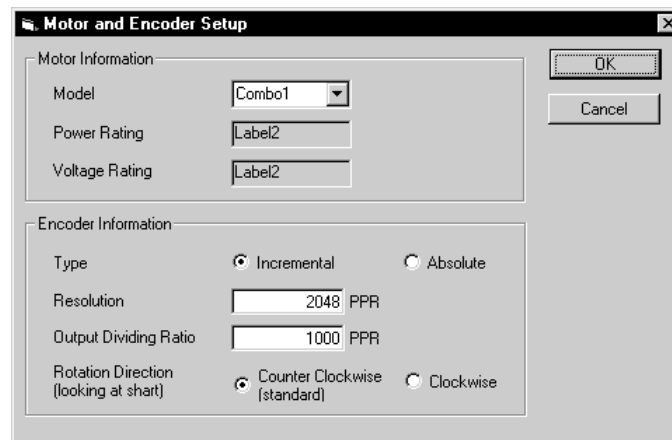 Motor and Encoder Setup
Motor Information
OK
Model Combo1
Cancel
Power Rating Label2
Voltage Rating Label2
Encoder Information
Type Incremental Absolute
Resolution 2048 PPR
Output Dividing Ratio 1000 PPR
Rotation Direction
(looking at shart)
Counter Clockwise
(standard)
Clockwise